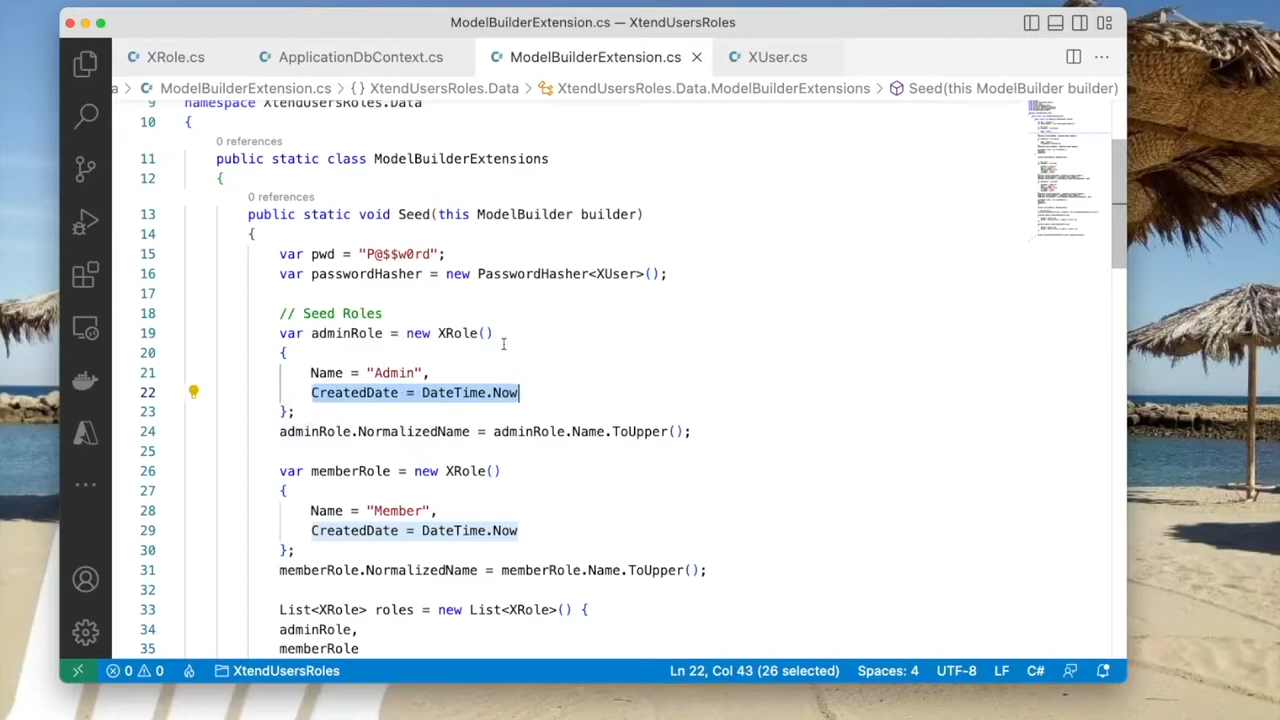 ModelBuilderExtension.cs — XtendUsersRoles
XRole.cs
ApplicationDbContext.cs
ModelBuilderExtension.cs
XUser.cs
a > ModelBuilderExtension.cs > {} XtendUsersRoles.Data > XtendUsersRoles.Data.ModelBuilderExtensions > Seed(this ModelBuilder builder)
9 namespace XtendUsersRoles.Data
10 {
0 references
11 public static class ModelBuilderExtensions
12 {
0 references
13 public static void Seed(this ModelBuilder builder)
14 {
15 var pwd = "P@$$w0rd";
16 var passwordHasher = new PasswordHasher<XUser>();
17
18 // Seed Roles
19 var adminRole = new XRole()
20 {
21 Name = "Admin",
22 CreatedDate = DateTime.Now
23 };
24 adminRole.NormalizedName = adminRole.Name.ToUpper();
25
26 var memberRole = new XRole()
27 {
28 Name = "Member",
29 CreatedDate = DateTime.Now
30 };
31 memberRole.NormalizedName = memberRole.Name.ToUpper();
32
33 List<XRole> roles = new List<XRole>() {
34 adminRole,
35 memberRole
0 0 XtendUsersRoles Ln 22, Col 43 (26 selected) Spaces: 4 UTF-8 LF C#